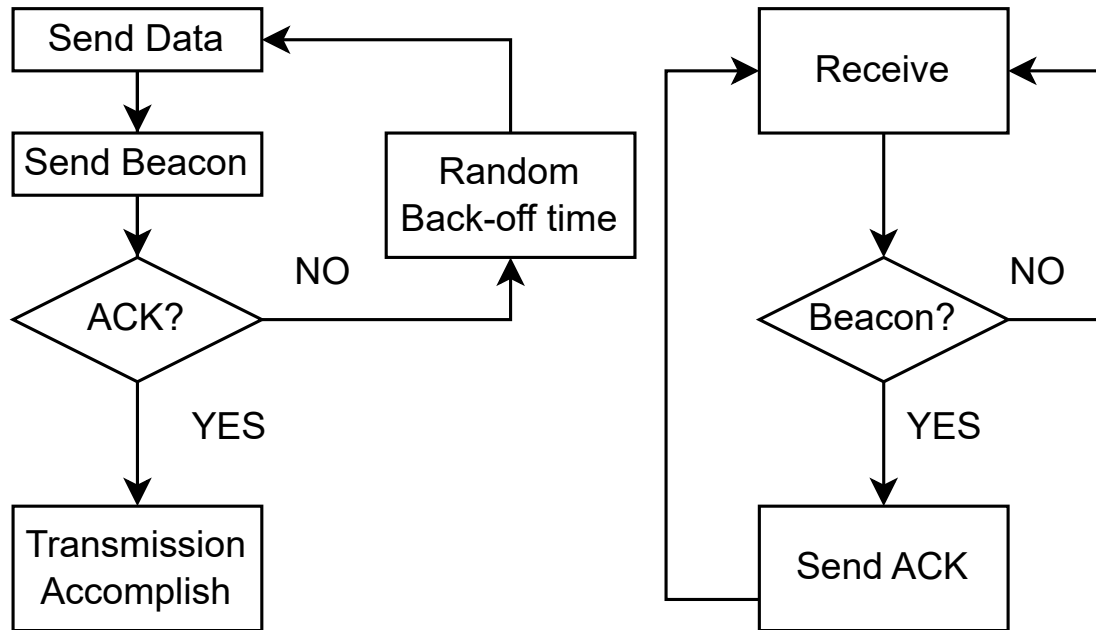 Send Data
Send Beacon
Random
Back-off time
ACK?
NO
YES
Transmission
Accomplish
Receive
Beacon?
NO
YES
Send ACK